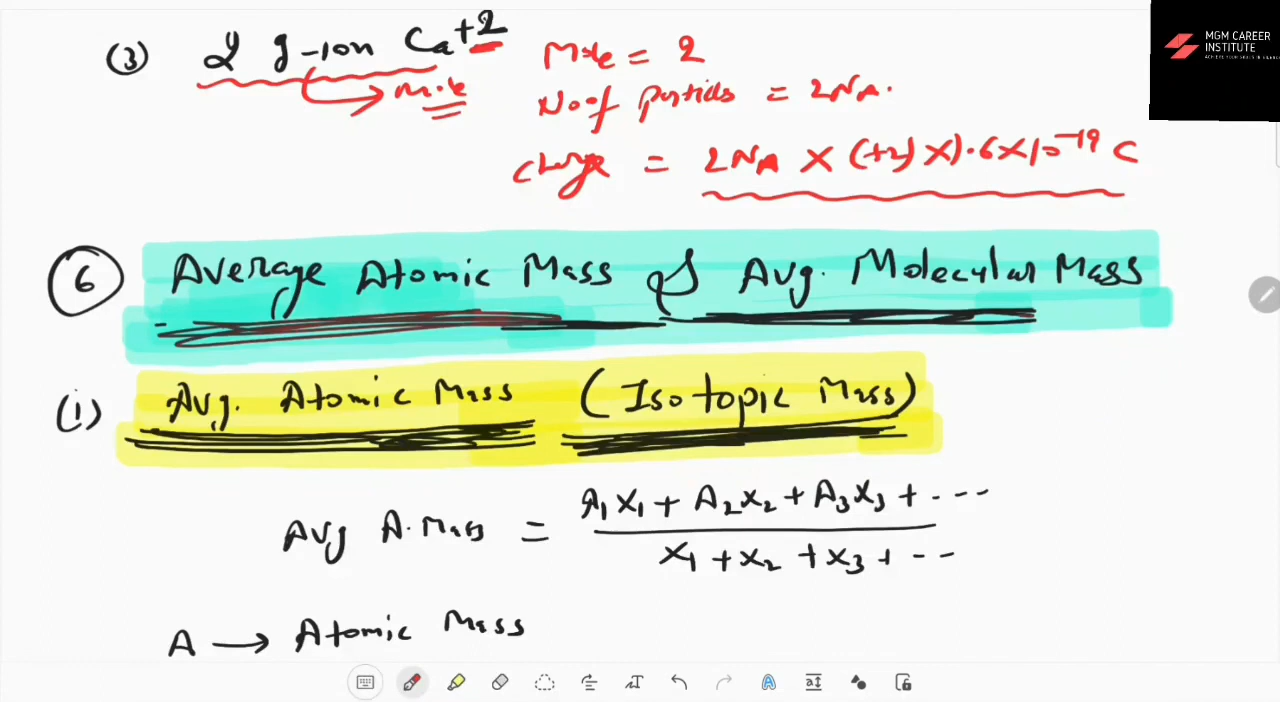 (3) 2 g-ion Ca+2
Mole
Mole = 2
No of particles = 2NA.
charge = 2NA × (+2) × 1.6 × 10-19 C
MGM CAREER
INSTITUTE
(6) Average Atomic Mass & Avg. Molecular Mass
(i) Avg. Atomic Mass (Isotopic Mass)
Avg A. Mass = A1X1 + A2X2 + A3X3 + ---
X1 + X2 + X3 + --
A → Atomic Mass